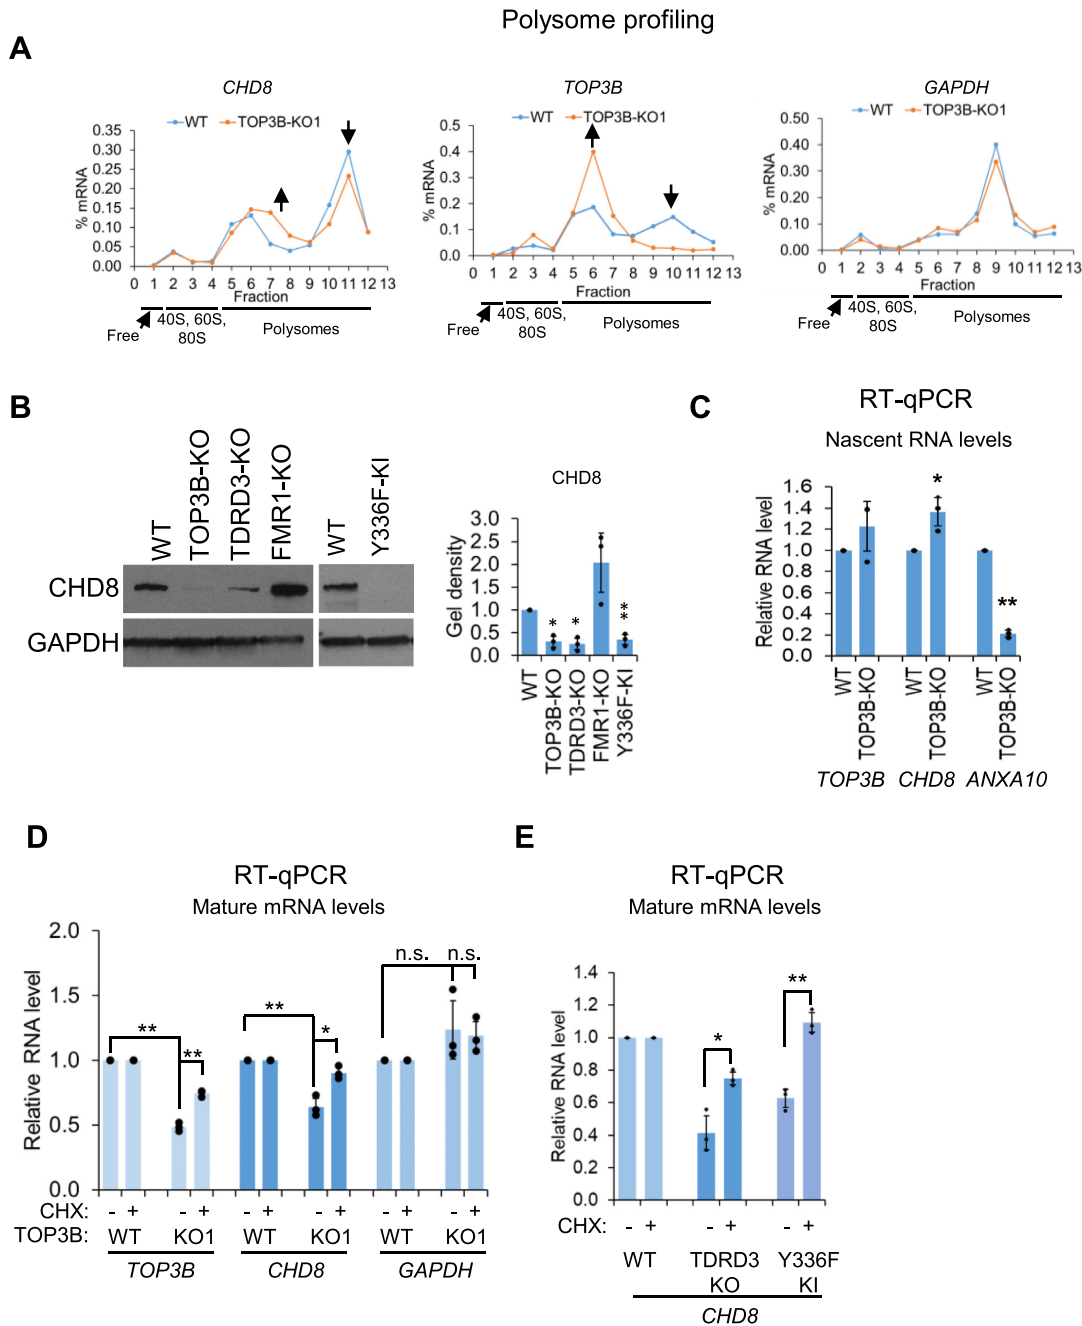 Polysome profiling
A
CHD8
WT TOP3B-KO1
% mRNA
0.35
0.30
0.25
0.20
0.15
0.10
0.05
0.00
0 1 2 3 4 5 6 7 8 9 10 11 12 13
Fraction
Free
40S, 60S,
80S
Polysomes
TOP3B
WT TOP3B-KO1
% mRNA
0.5
0.4
0.3
0.2
0.1
0.0
0 1 2 3 4 5 6 7 8 9 10 11 12 13
Fraction
Free
40S, 60S,
80S
Polysomes
GAPDH
WT TOP3B-KO1
% mRNA
0.50
0.40
0.30
0.20
0.10
0.00
0 1 2 3 4 5 6 7 8 9 10 11 12 13
Fraction
Free
40S, 60S,
80S
Polysomes
B
WT
TOP3B-KO
TDRD3-KO
FMR1-KO
WT
Y336F-KI
CHD8
GAPDH
CHD8
Gel density
3.0
2.5
2.0
1.5
1.0
0.5
0.0
* * **
WT
TOP3B-KO
TDRD3-KO
FMR1-KO
Y336F-KI
C
RT-qPCR
Nascent RNA levels
Relative RNA level
1.6
1.4
1.2
1.0
0.8
0.6
0.4
0.2
0.0
* **
WT
TOP3B-KO
WT
TOP3B-KO
WT
TOP3B-KO
TOP3B CHD8 ANXA10
D
RT-qPCR
Mature mRNA levels
Relative RNA level
2.0
1.5
1.0
0.5
0.0
** ** ** * n.s. n.s.
CHX: - + - + - + - + - + - +
TOP3B: WT KO1 WT KO1 WT KO1
TOP3B CHD8 GAPDH
E
RT-qPCR
Mature mRNA levels
Relative RNA level
1.4
1.2
1.0
0.8
0.6
0.4
0.2
0.0
* **
CHX: - + - + - +
WT TDRD3 Y336F
KO KI
CHD8